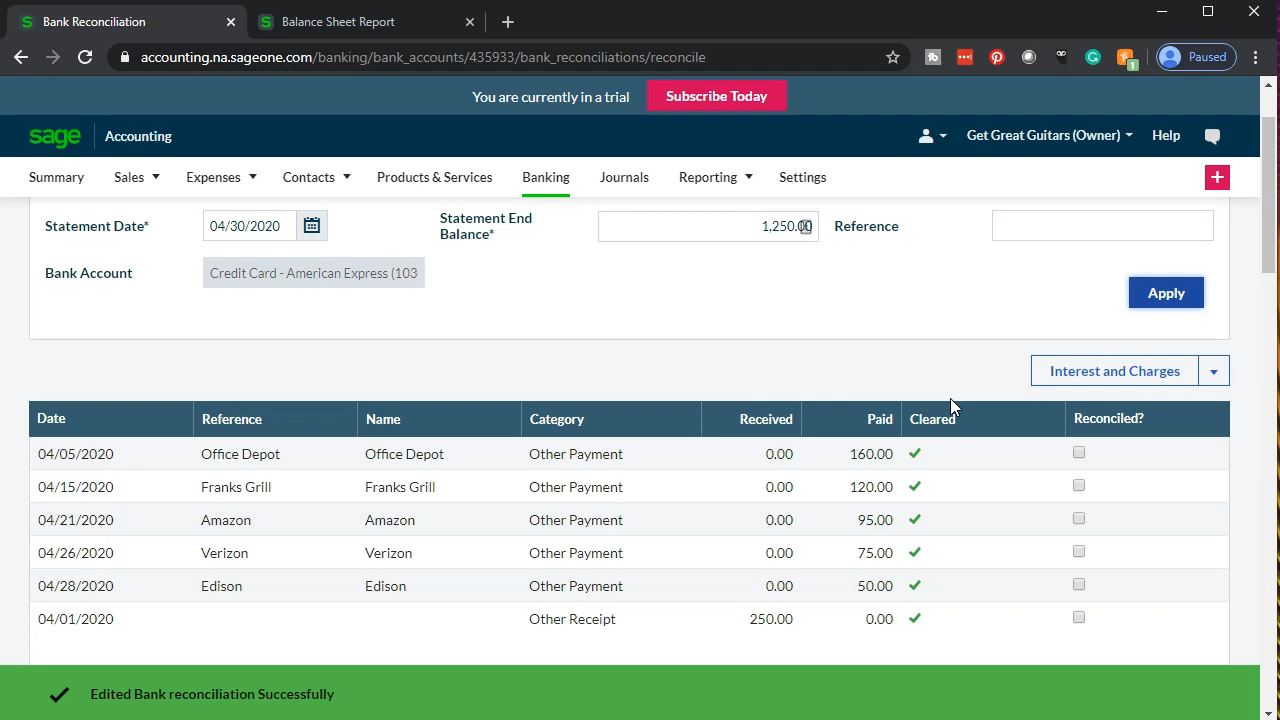 Bank Reconciliation
Balance Sheet Report
accounting.na.sageone.com/banking/bank_accounts/435933/bank_reconciliations/reconcile
1
Paused
You are currently in a trial
Subscribe Today
sage
Accounting
Get Great Guitars (Owner)
Help
Summary
Sales
Expenses
Contacts
Products & Services
Banking
Journals
Reporting
Settings
Statement Date*
04/30/2020
Statement End
Balance*
1,250.00
Reference
Bank Account
Credit Card - American Express (103
Apply
Interest and Charges
Date Reference Name Category Received Paid Cleared Reconciled?
04/05/2020 Office Depot Office Depot Other Payment 0.00 160.00
04/15/2020 Franks Grill Franks Grill Other Payment 0.00 120.00
04/21/2020 Amazon Amazon Other Payment 0.00 95.00
04/26/2020 Verizon Verizon Other Payment 0.00 75.00
04/28/2020 Edison Edison Other Payment 0.00 50.00
04/01/2020 Other Receipt 250.00 0.00
Edited Bank reconciliation Successfully